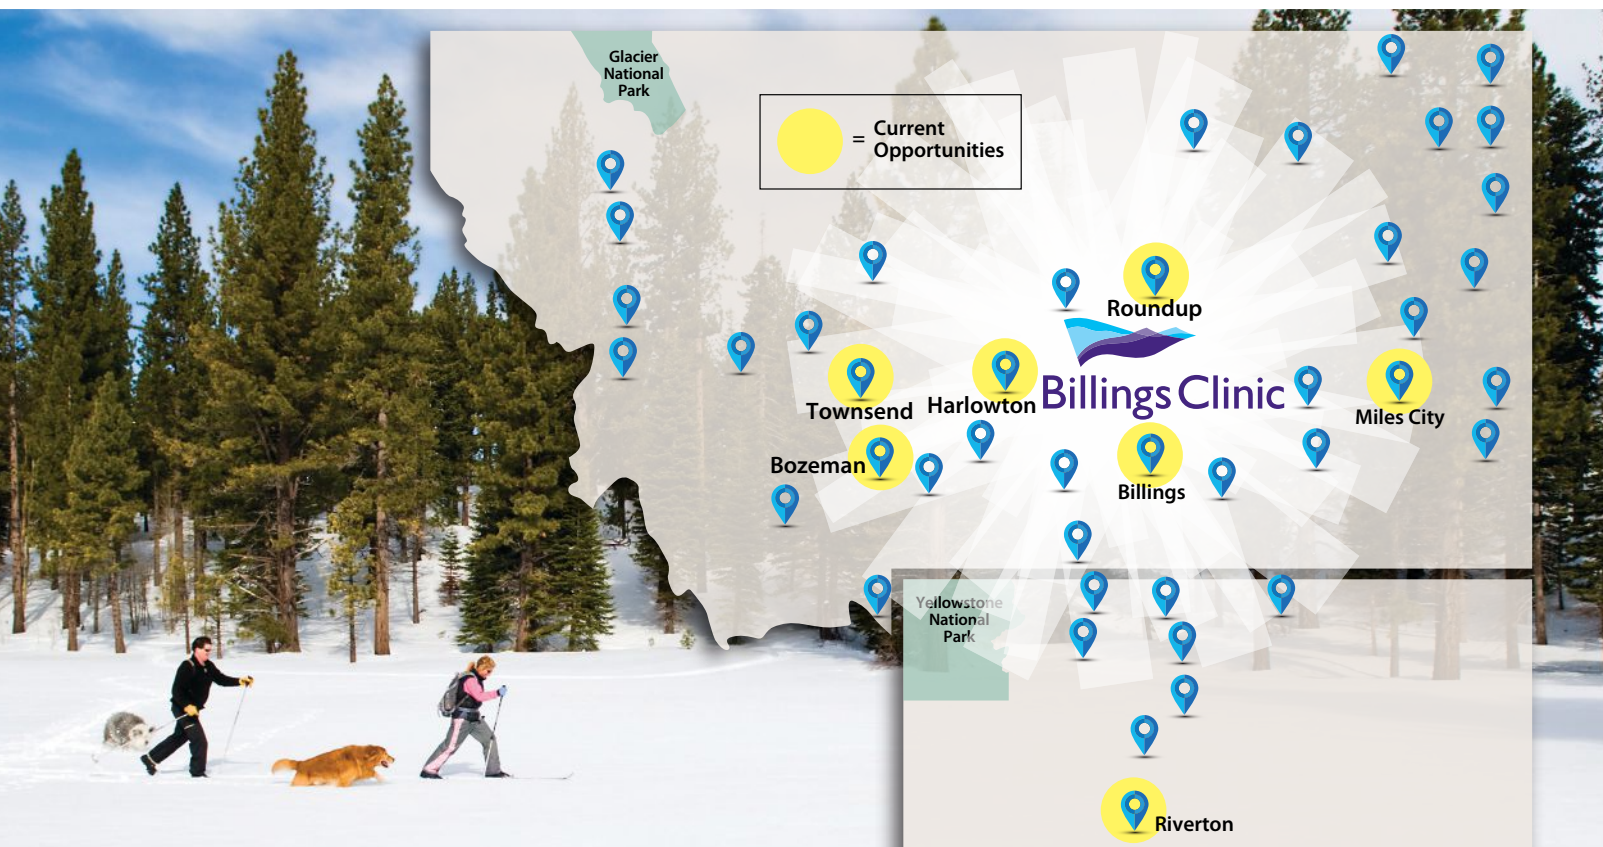 Glacier
National
Park
= Current
Opportunities
Roundup
Billings Clinic
Townsend
Harlowton
Miles City
Bozeman
Billings
Yellowstone
National
Park
Riverton